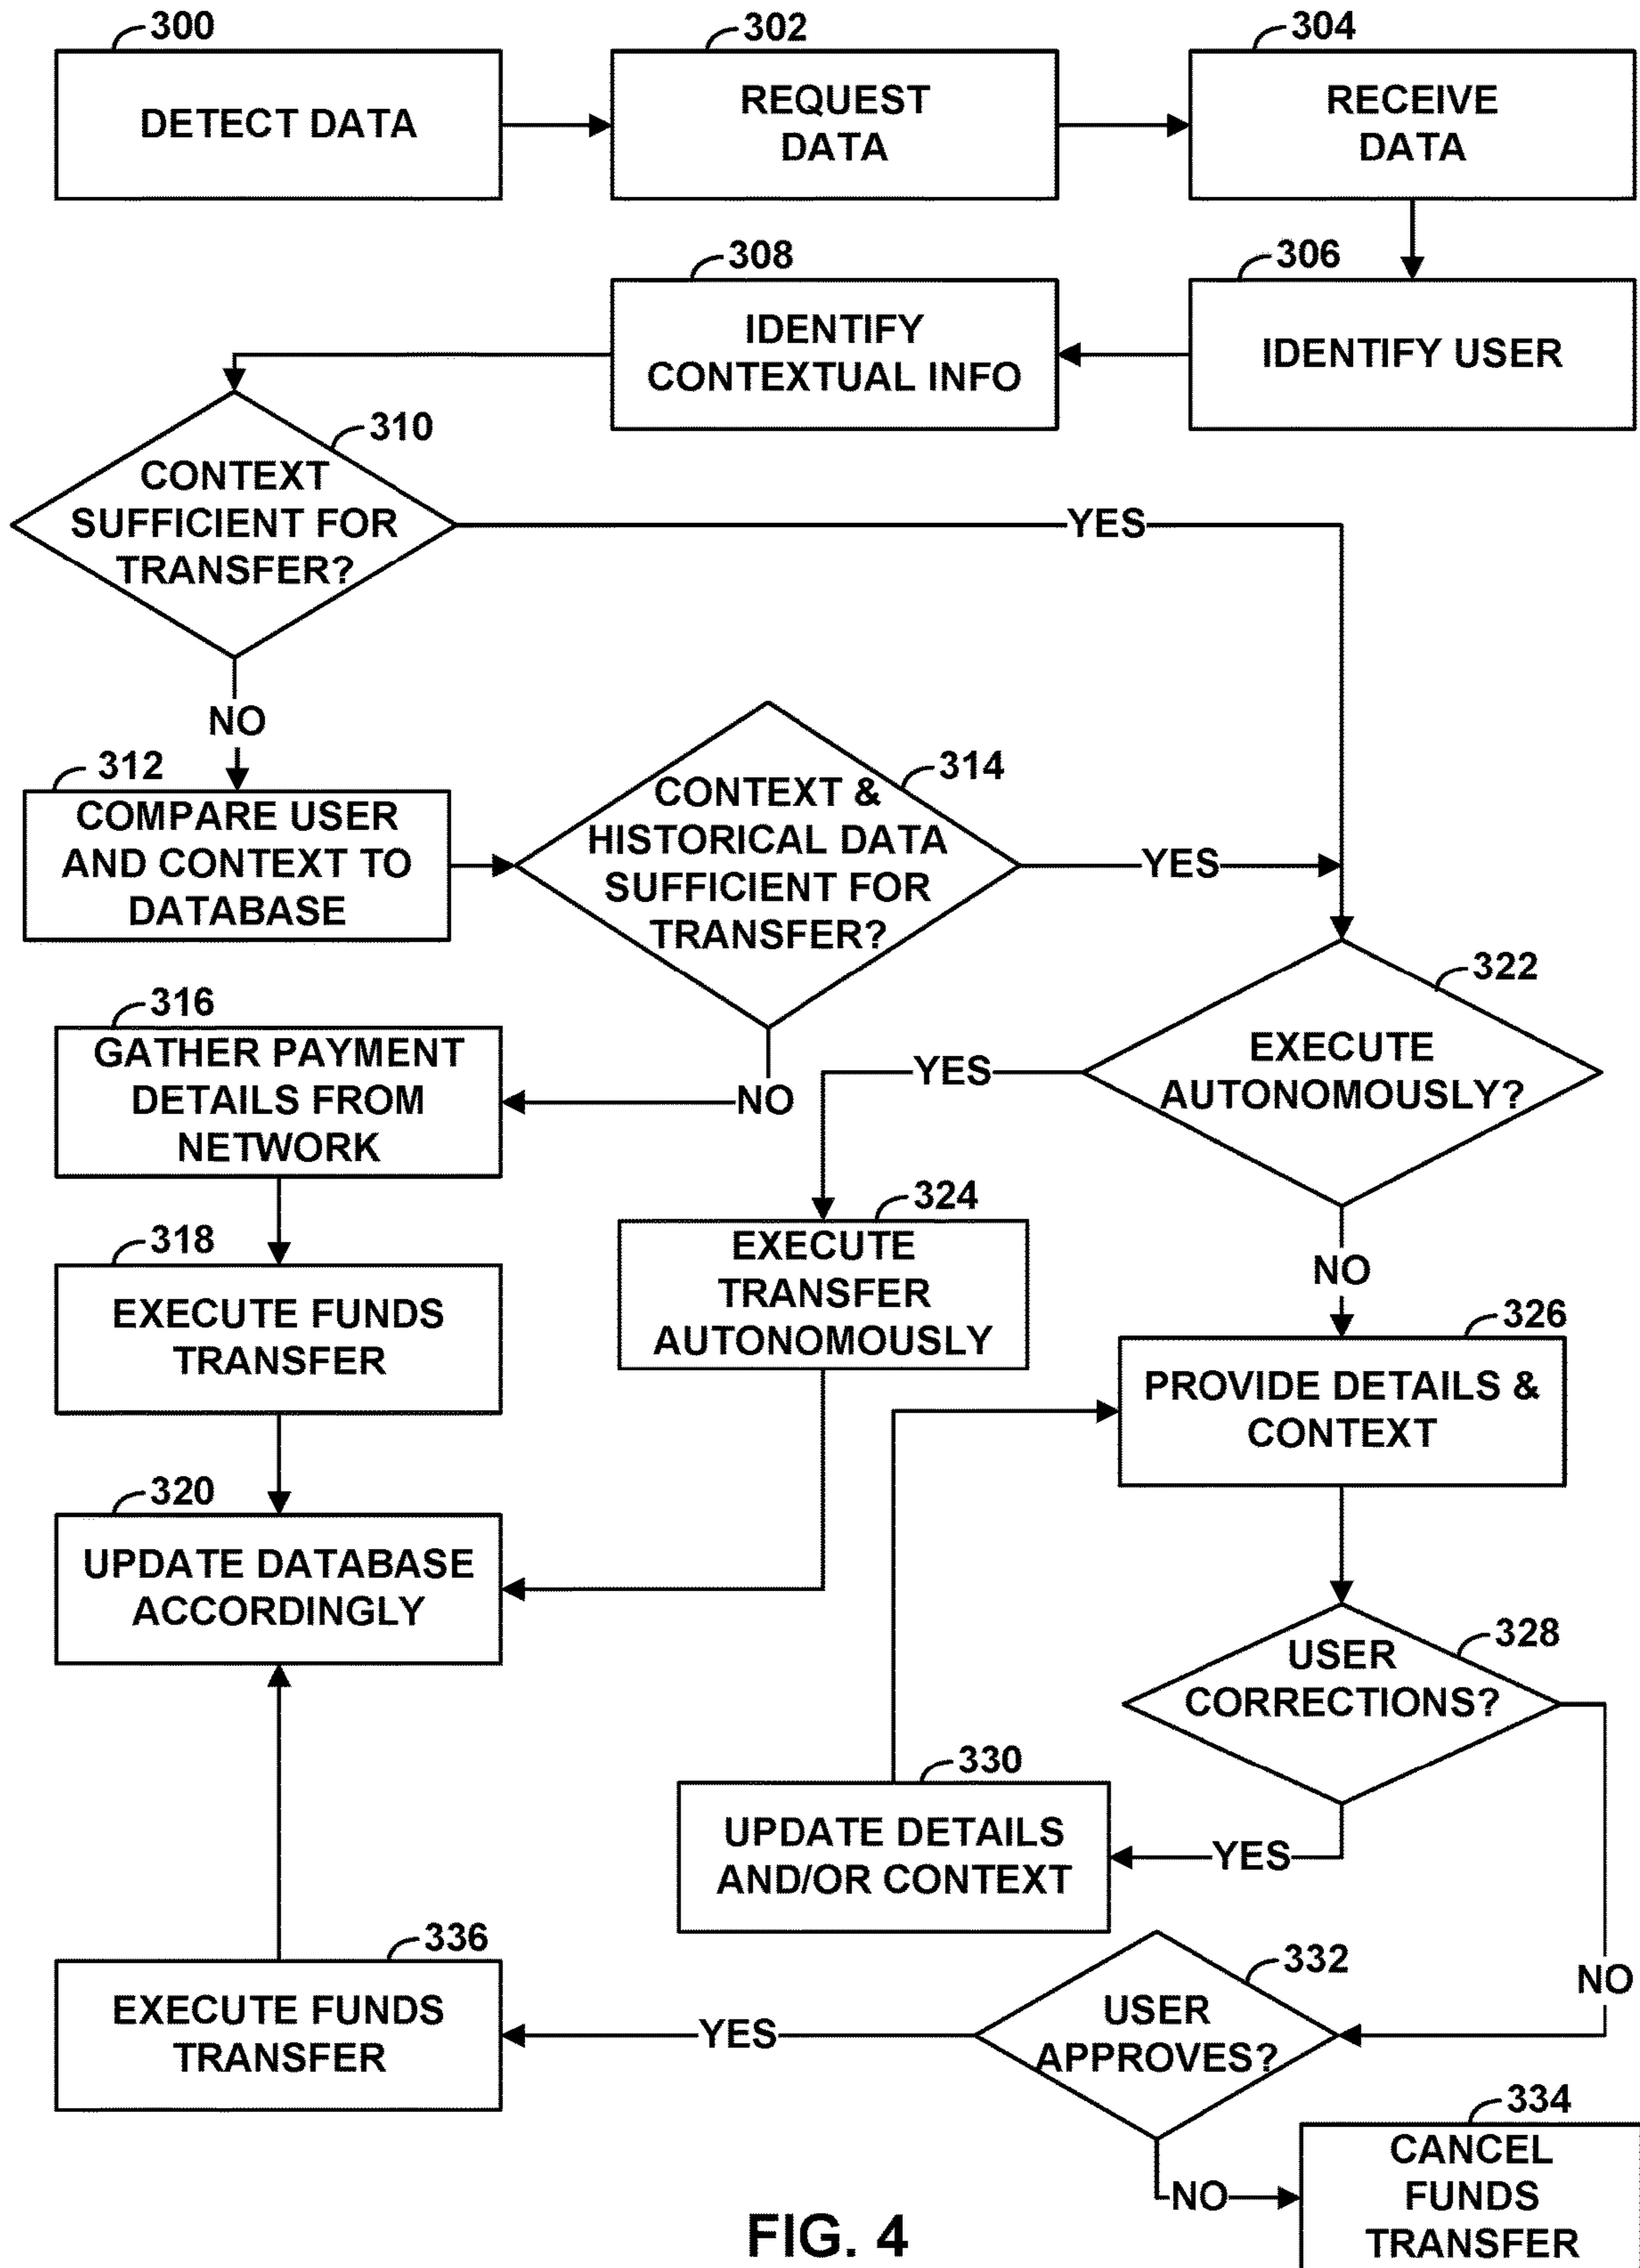 300
DETECT DATA
302
REQUEST
DATA
304
RECEIVE
DATA
308
IDENTIFY
CONTEXTUAL INFO
306
IDENTIFY USER
310
CONTEXT
SUFFICIENT FOR
TRANSFER?
YES
NO
312
COMPARE USER
AND CONTEXT TO
DATABASE
314
CONTEXT &
HISTORICAL DATA
SUFFICIENT FOR
TRANSFER?
YES
NO
322
EXECUTE
AUTONOMOUSLY?
YES
NO
316
GATHER PAYMENT
DETAILS FROM
NETWORK
318
EXECUTE FUNDS
TRANSFER
324
EXECUTE
TRANSFER
AUTONOMOUSLY
326
PROVIDE DETAILS &
CONTEXT
320
UPDATE DATABASE
ACCORDINGLY
328
USER
CORRECTIONS?
YES
NO
330
UPDATE DETAILS
AND/OR CONTEXT
332
USER
APPROVES?
YES
NO
336
EXECUTE FUNDS
TRANSFER
334
CANCEL
FUNDS
TRANSFER
FIG. 4